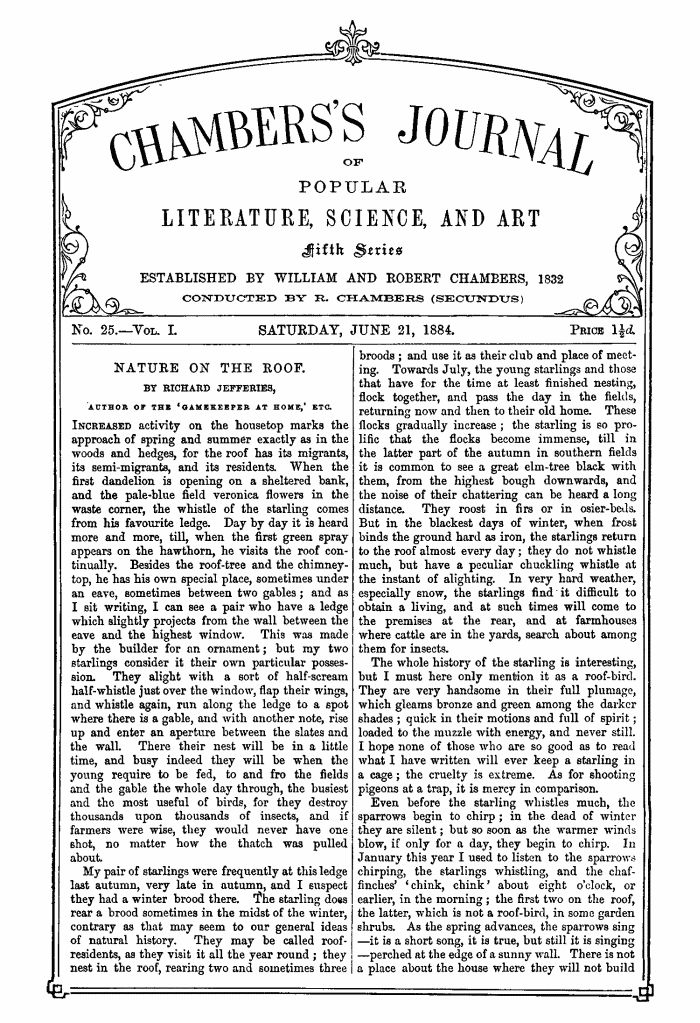 CHAMBERS'S JOURNAL
OF
POPULAR
LITERATURE, SCIENCE, AND ART
Fifth Series
ESTABLISHED BY WILLIAM AND ROBERT CHAMBERS, 1832
CONDUCTED BY R. CHAMBERS (SECUNDUS)
No. 25.—Vol. I.
SATURDAY, JUNE 21, 1884.
Price 1½d.
NATURE ON THE ROOF.
BY RICHARD JEFFERIES,
AUTHOR OF THE 'GAMEKEEPER AT HOME,' ETC.
Increased activity on the housetop marks the
approach of spring and summer exactly as in the
woods and hedges, for the roof has its migrants,
its semi-migrants, and its residents. When the
first dandelion is opening on a sheltered bank,
and the pale-blue field veronica flowers in the
waste corner, the whistle of the starling comes
from his favourite ledge. Day by day it is heard
more and more, till, when the first green spray
appears on the hawthorn, he visits the roof con-
tinually. Besides the roof-tree and the chimney-
top, he has his own special place, sometimes under
an eave, sometimes between two gables; and as
I sit writing, I can see a pair who have a ledge
which slightly projects from the wall between the
eave and the highest window. This was made
by the builder for an ornament; but my two
starlings consider it their own particular posses-
sion. They alight with a sort of half-scream
half-whistle just over the window, flap their wings,
and whistle again, run along the ledge to a spot
where there is a gable, and with another note, rise
up and enter an aperture between the slates and
the wall. There their nest will be in a little
time, and busy indeed they will be when the
young require to be fed, to and fro the fields
and the gable the whole day through, the busiest
and the most useful of birds, for they destroy
thousands upon thousands of insects, and if
farmers were wise, they would never have one
shot, no matter how the thatch was pulled
about.
My pair of starlings were frequently at this ledge
last autumn, very late in autumn, and I suspect
they had a winter brood there. The starling does
rear a brood sometimes in the midst of the winter,
contrary as that may seem to our general ideas
of natural history. They may be called roof-
residents, as they visit it all the year round; they
nest in the roof, rearing two and sometimes three
broods; and use it as their club and place of meet-
ing. Towards July, the young starlings and those
that have for the time at least finished nesting,
flock together, and pass the day in the fields,
returning now and then to their old home. These
flocks gradually increase; the starling is so pro-
lific that the flocks become immense, till in
the latter part of the autumn in southern fields
it is common to see a great elm-tree black with
them, from the highest bough downwards, and
the noise of their chattering can be heard a long
distance. They roost in firs or in osier-beds.
But in the blackest days of winter, when frost
binds the ground hard as iron, the starlings return
to the roof almost every day; they do not whistle
much, but have a peculiar chuckling whistle at
the instant of alighting. In very hard weather,
especially snow, the starlings find it difficult to
obtain a living, and at such times will come to
the premises at the rear, and at farmhouses
where cattle are in the yards, search about among
them for insects.
The whole history of the starling is interesting,
but I must here only mention it as a roof-bird.
They are very handsome in their full plumage,
which gleams bronze and green among the darker
shades; quick in their motions and full of spirit;
loaded to the muzzle with energy, and never still.
I hope none of those who are so good as to read
what I have written will ever keep a starling in
a cage; the cruelty is extreme. As for shooting
pigeons at a trap, it is mercy in comparison.
Even before the starling whistles much, the
sparrows begin to chirp; in the dead of winter
they are silent; but so soon as the warmer winds
blow, if only for a day, they begin to chirp. In
January this year I used to listen to the sparrows
chirping, the starlings whistling, and the chaf-
finches' 'chink, chink' about eight o'clock, or
earlier, in the morning; the first two on the roof,
the latter, which is not a roof-bird, in some garden
shrubs. As the spring advances, the sparrows sing
—it is a short song, it is true, but still it is singing
—perched at the edge of a sunny wall. There is not
a place about the house where they will not build